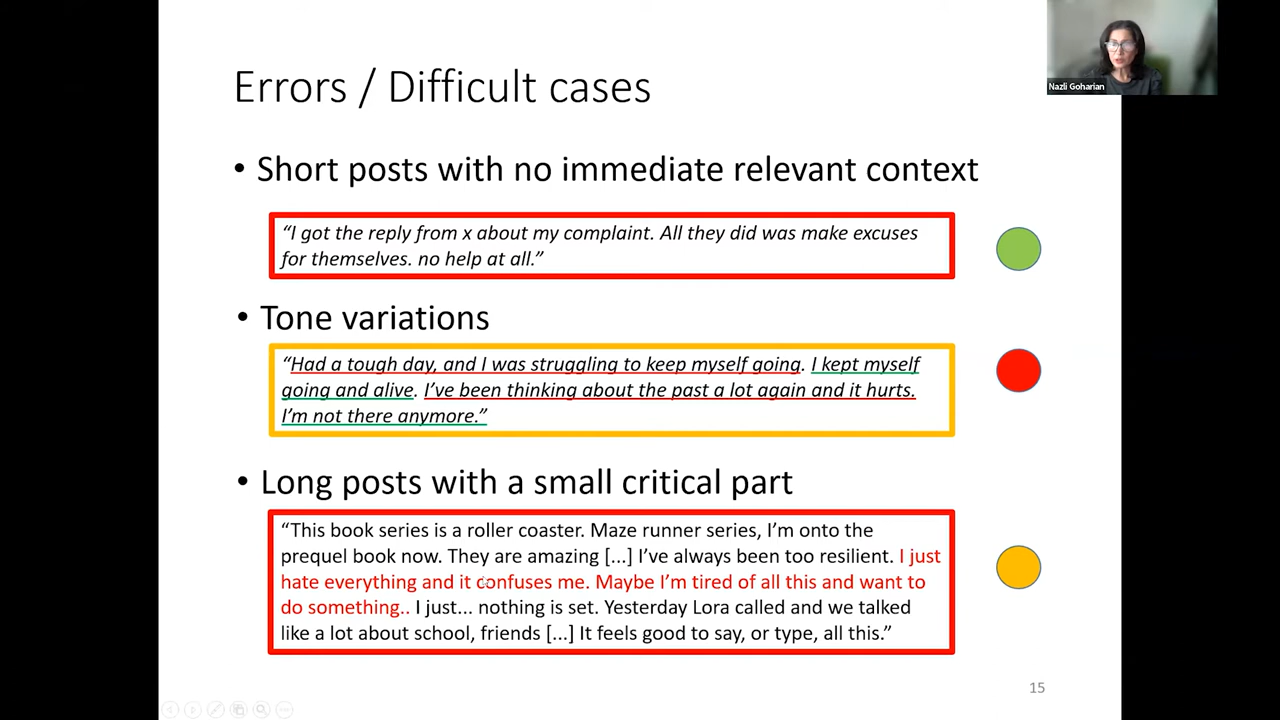 Nazli Goharian
Errors / Difficult cases
• Short posts with no immediate relevant context
“I got the reply from x about my complaint. All they did was make excuses
for themselves. no help at all.”
• Tone variations
“Had a tough day, and I was struggling to keep myself going. I kept myself
going and alive. I’ve been thinking about the past a lot again and it hurts.
I’m not there anymore.”
• Long posts with a small critical part
“This book series is a roller coaster. Maze runner series, I’m onto the
prequel book now. They are amazing [...] I’ve always been too resilient. I just
hate everything and it confuses me. Maybe I’m tired of all this and want to
do something.. I just... nothing is set. Yesterday Lora called and we talked
like a lot about school, friends [...] It feels good to say, or type, all this.”
15